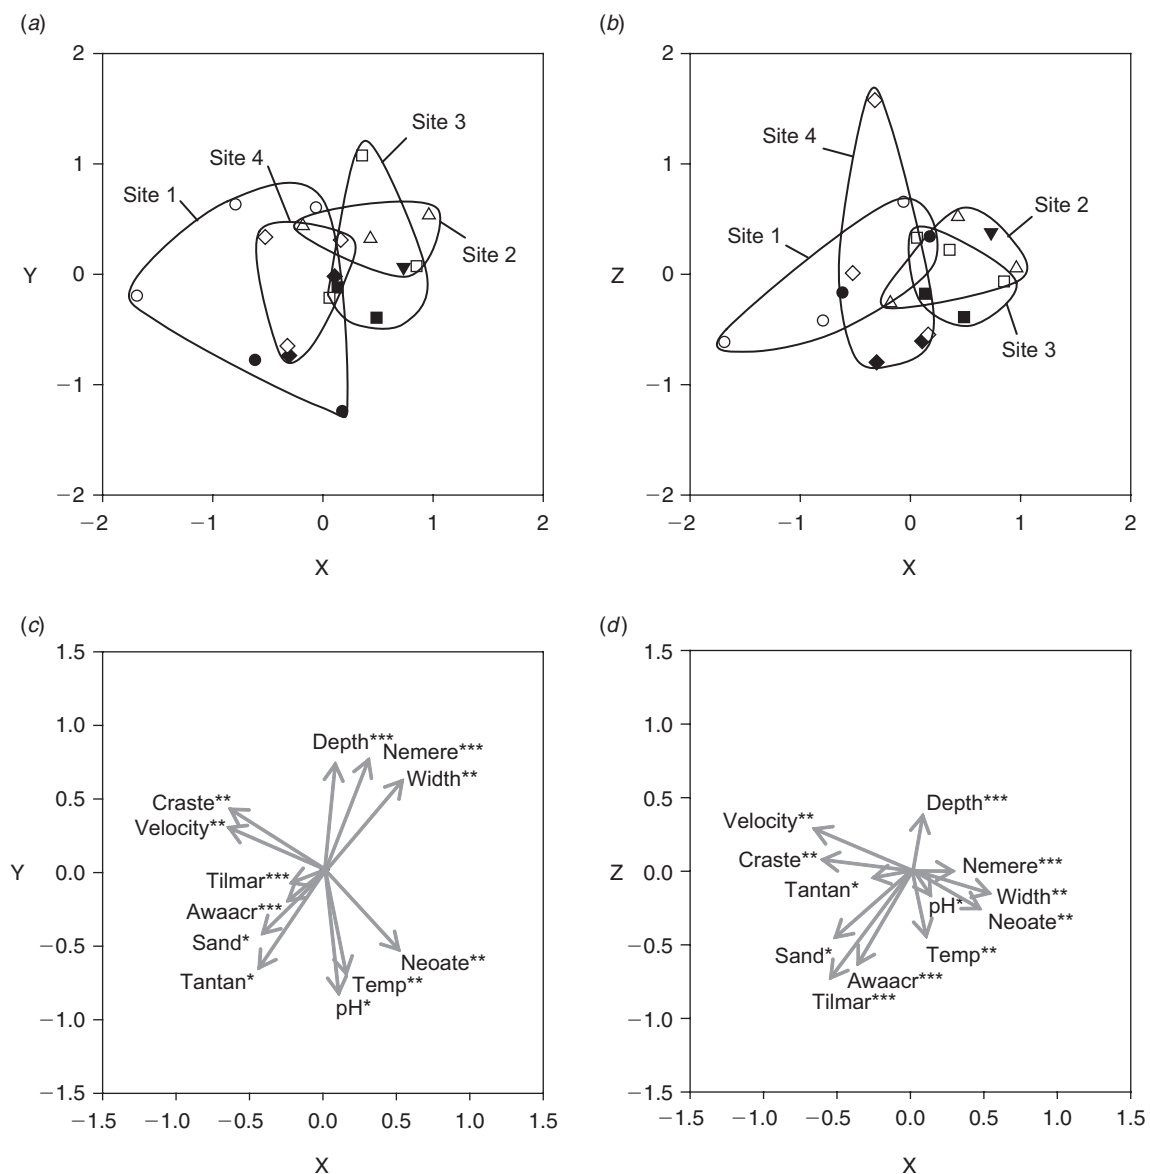 (a)
2
1
0
−1
−2
Y
Site 3
Site 4
Site 1
Site 2
−2 −1 0 1 2
X
(b)
2
1
0
−1
−2
Z
Site 4
Site 2
Site 1
Site 3
−2 −1 0 1 2
X
(c)
1.5
1.0
0.5
0.0
−0.5
−1.0
−1.5
Y
Depth***
Nemere***
Width**
Craste**
Velocity**
Tilmar***
Awaacr***
Sand*
Tantan*
Neoate**
Temp**
pH*
−1.5 −1.0 −0.5 0.0 0.5 1.0 1.5
X
(d)
1.5
1.0
0.5
0.0
−0.5
−1.0
−1.5
Z
Depth***
Velocity**
Craste**
Nemere***
Tantan*
Width**
pH*
Neoate**
Sand*
Temp**
Awaacr***
Tilmar***
−1.5 −1.0 −0.5 0.0 0.5 1.0 1.5
X